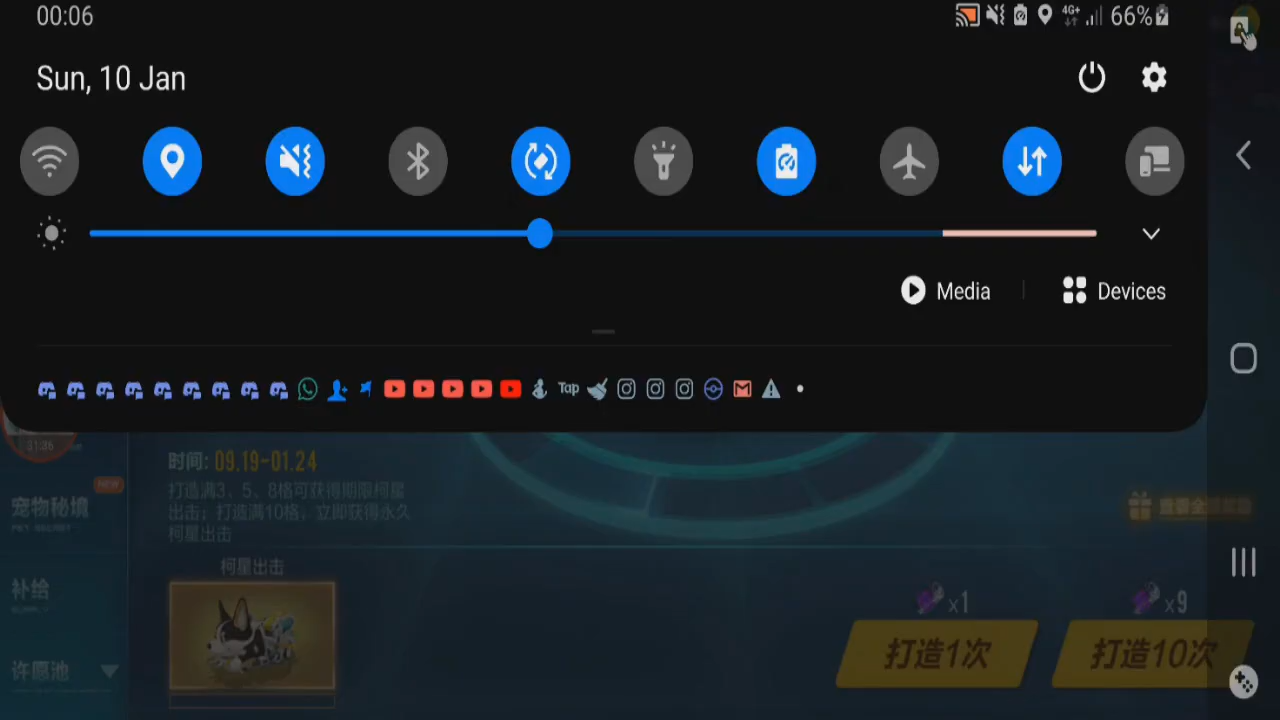 00:06
4G+
66%
Sun, 10 Jan
Media
Devices
Tap
31:36
时间: 09.19-01.24
NEW
打造满3、5、8格可获得期限柯星
宠物秘境
出击；打造满10格，立即获得永久
柯星出击
柯星出击
补给
x1
x9
打造1次
打造10次
许愿池